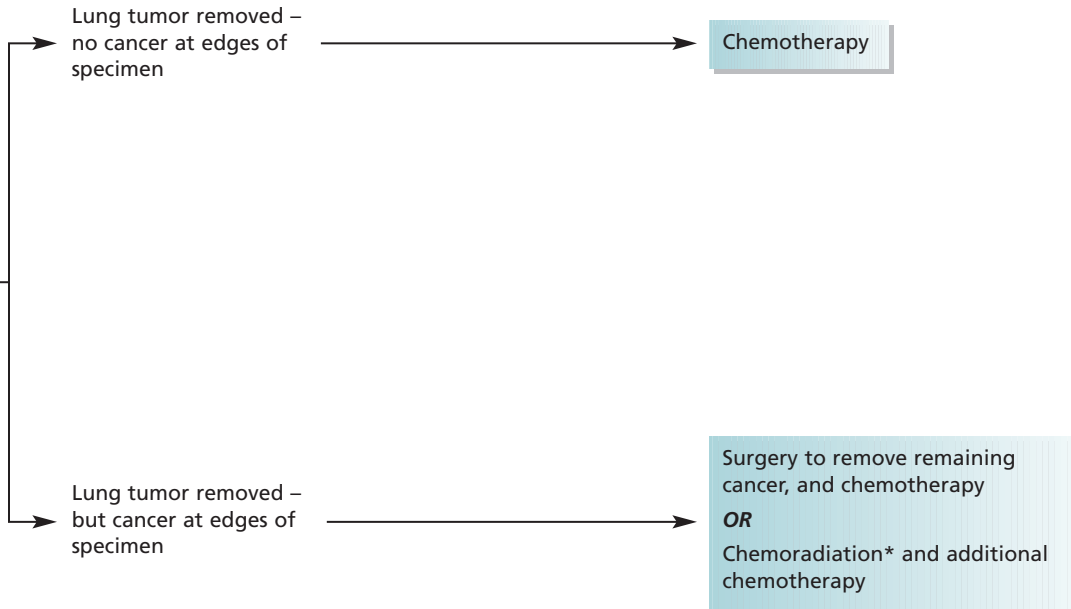 Lung tumor removed –
no cancer at edges of
specimen
Chemotherapy
Lung tumor removed –
but cancer at edges of
specimen
Surgery to remove remaining
cancer, and chemotherapy
OR
Chemoradiation* and additional
chemotherapy